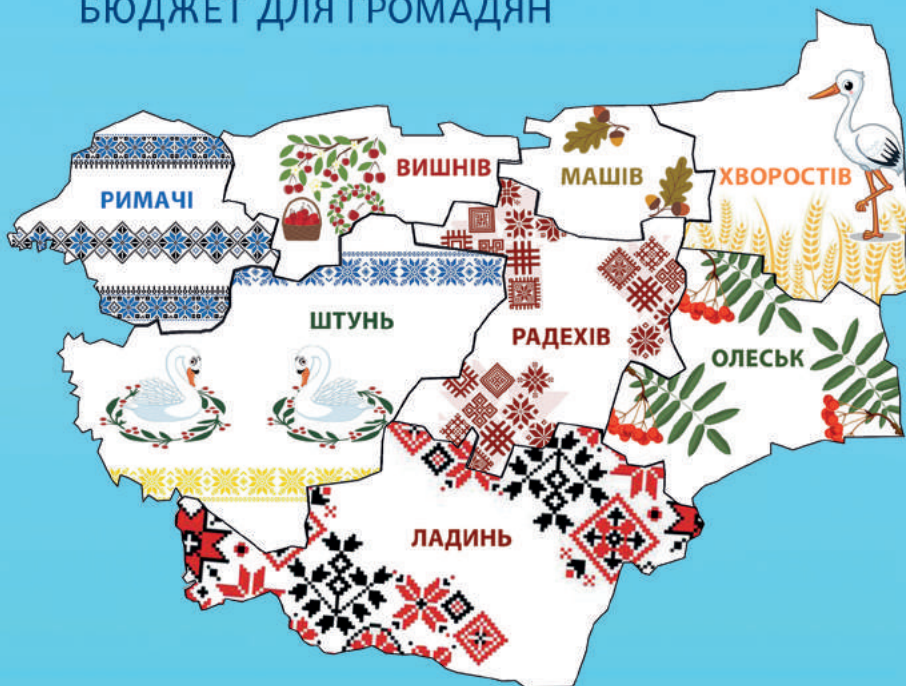 БЮДЖЕТ ДЛЯ ГРОМАДЯН
ВИШНІВ
МАШІВ
ХВОРОСТІВ
РИМАЧІ
ШТУНЬ
РАДЕХІВ
ОЛЕСЬК
ЛАДИНЬ